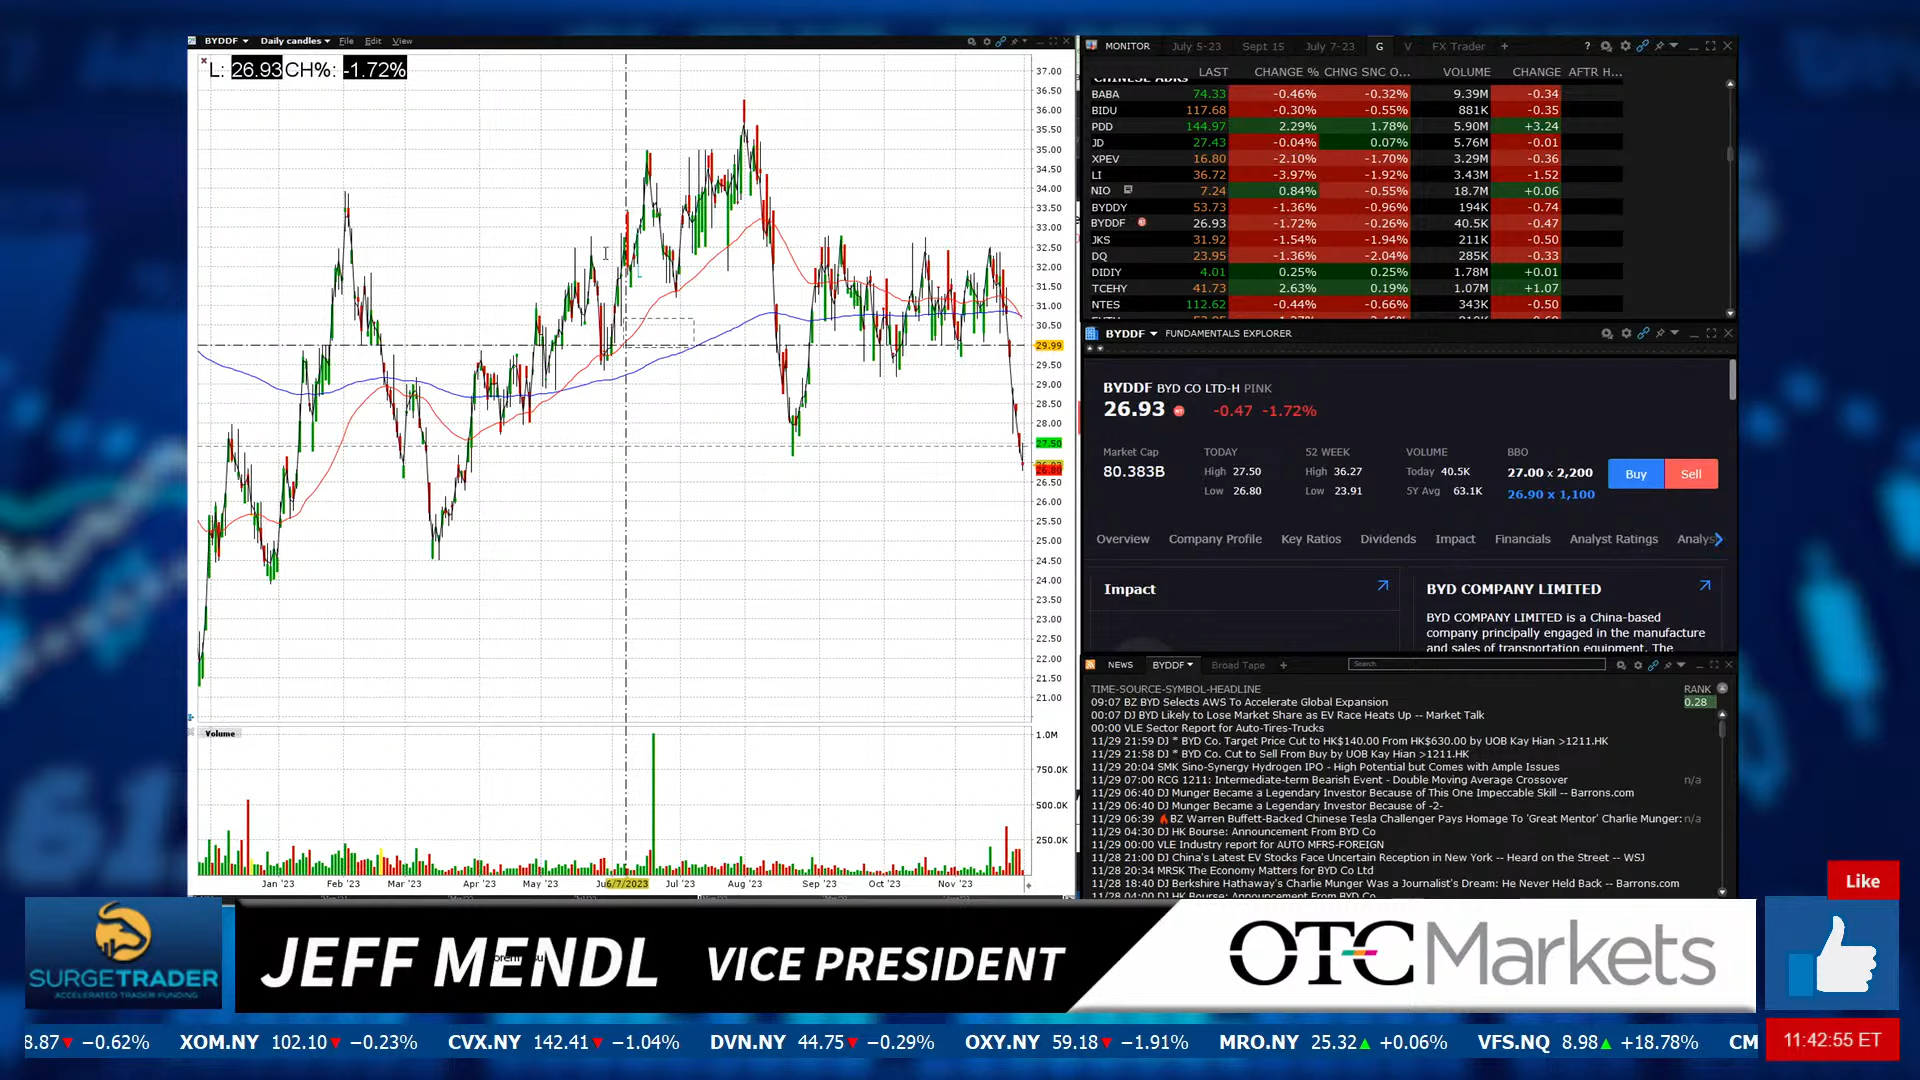 BYDDF Daily candles File Edit View
L: 26.93 CH%: -1.72%
37.00
36.50
36.00
35.50
35.00
34.50
34.00
33.50
33.00
32.50
32.00
31.50
31.00
30.50
29.99
29.50
29.00
28.50
28.00
27.50
26.80
26.50
26.00
25.50
25.00
24.50
24.00
23.50
23.00
22.50
22.00
21.50
21.00
Volume
1.0M
750.0K
500.0K
250.0K
Jan '23 Feb '23 Mar '23 Apr '23 May '23 6/7/2023 Jul '23 Aug '23 Sep '23 Oct '23 Nov '23
MONITOR July 5-23 Sept 15 July 7-23 G V FX Trader + ?
CHINESE ADRS LAST CHANGE % CHNG SNC O... VOLUME CHANGE AFTR H...
BABA 74.33 -0.46% -0.32% 9.39M -0.34
BIDU 117.68 -0.30% -0.55% 881K -0.35
PDD 144.97 2.29% 1.78% 5.90M +3.24
JD 27.43 -0.04% 0.07% 5.76M -0.01
XPEV 16.80 -2.10% -1.70% 3.29M -0.36
LI 36.72 -3.97% -1.92% 3.43M -1.52
NIO 7.24 0.84% -0.55% 18.7M +0.06
BYDDY 53.73 -1.36% -0.96% 194K -0.74
BYDDF 26.93 -1.72% -0.26% 40.5K -0.47
JKS 31.92 -1.54% -1.94% 211K -0.50
DQ 23.95 -1.36% -2.04% 285K -0.33
DIDIY 4.01 0.25% 0.25% 1.78M +0.01
TCEHY 41.73 2.63% 0.19% 1.07M +1.07
NTES 112.62 -0.44% -0.66% 343K -0.50
BYDDF FUNDAMENTALS EXPLORER
BYDDF BYD CO LTD-H PINK
26.93 -0.47 -1.72%
Market Cap TODAY 52 WEEK VOLUME BBO
80.383B High 27.50 High 36.27 Today 40.5K 27.00 x 2,200 Buy Sell
Low 26.80 Low 23.91 5Y Avg 63.1K 26.90 x 1,100
Overview Company Profile Key Ratios Dividends Impact Financials Analyst Ratings Analys
Impact BYD COMPANY LIMITED
BYD COMPANY LIMITED is a China-based
company principally engaged in the manufacture
and sales of transportation equipment. The
NEWS BYDDF Broad Tape + Search
TIME-SOURCE-SYMBOL-HEADLINE RANK
09:07 BZ BYD Selects AWS To Accelerate Global Expansion 0.28
00:07 DJ BYD Likely to Lose Market Share as EV Race Heats Up -- Market Talk
00:00 VLE Sector Report for Auto-Tires-Trucks
11/29 21:59 DJ * BYD Co. Target Price Cut to HK$140.00 From HK$630.00 by UOB Kay Hian >1211.HK
11/29 21:58 DJ * BYD Co. Cut to Sell From Buy by UOB Kay Hian >1211.HK
11/29 20:04 SMK Sino-Synergy Hydrogen IPO - High Potential but Comes with Ample Issues
11/29 07:00 RCG 1211: Intermediate-term Bearish Event - Double Moving Average Crossover n/a
11/29 06:40 DJ Munger Became a Legendary Investor Because of This One Impeccable Skill -- Barrons.com
11/29 06:40 DJ Munger Became a Legendary Investor Because of -2-
11/29 06:39 BZ Warren Buffett-Backed Chinese Tesla Challenger Pays Homage To 'Great Mentor' Charlie Munger: n/a
11/29 04:30 DJ HK Bourse: Announcement From BYD Co
11/29 00:00 VLE Industry report for AUTO MFRS-FOREIGN
11/28 21:00 DJ China's Latest EV Stocks Face Uncertain Reception in New York -- Heard on the Street -- WSJ
11/28 20:34 MRSK The Economy Matters for BYD Co Ltd
11/28 18:40 DJ Berkshire Hathaway's Charlie Munger Was a Journalist's Dream: He Never Held Back -- Barrons.com
11/28 04:00 DJ HK Bourse: Announcement From BYD Co
Like
SURGETRADER
ACCELERATED TRADER FUNDING
JEFF MENDL VICE PRESIDENT
OTC Markets
8.87 −0.62% XOM.NY 102.10 −0.23% CVX.NY 142.41 −1.04% DVN.NY 44.75 −0.29% OXY.NY 59.18 −1.91% MRO.NY 25.32 +0.06% VFS.NQ 8.98 +18.78% CM
11:42:55 ET